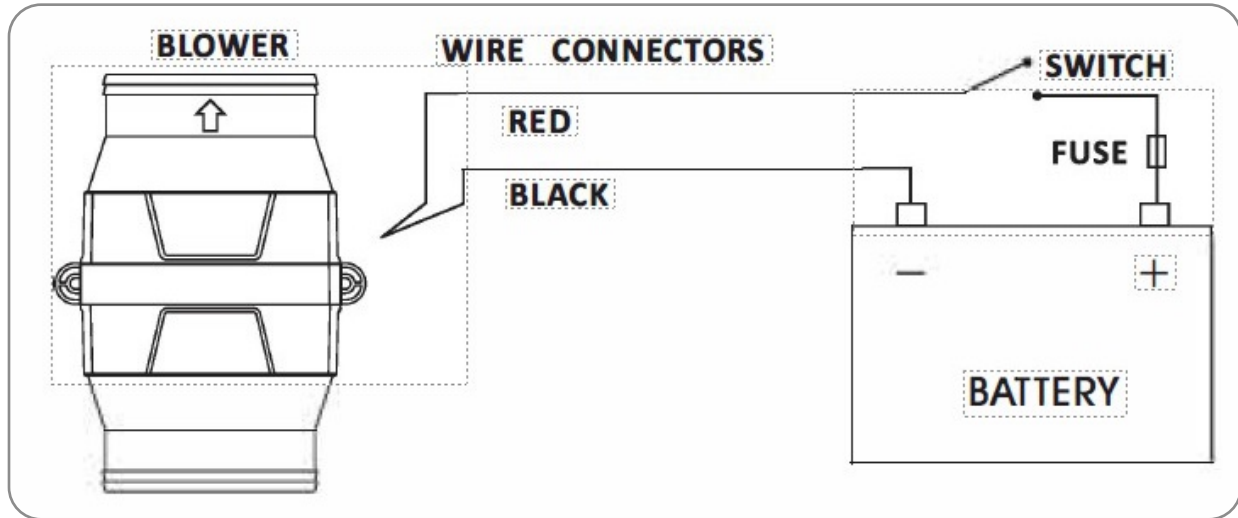 BLOWER
WIRE CONNECTORS
SWITCH
RED
FUSE
BLACK
− +
BATTERY